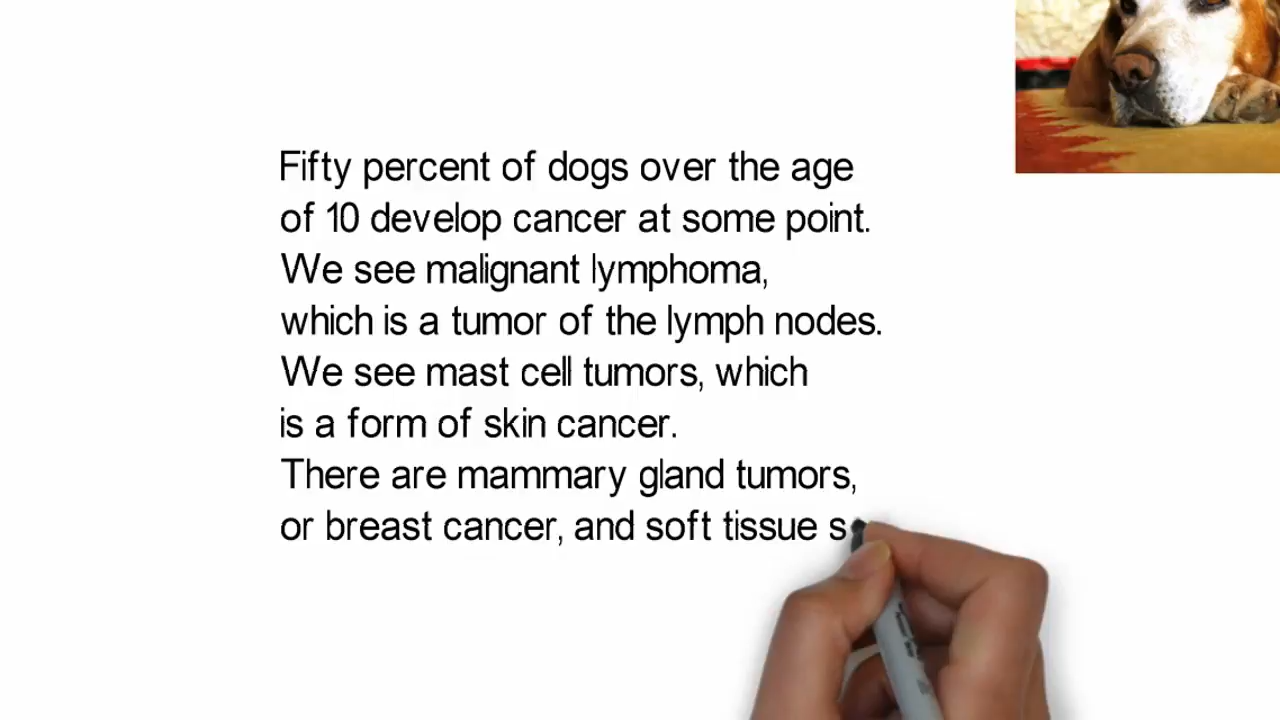 Fifty percent of dogs over the age
of 10 develop cancer at some point.
We see malignant lymphoma,
which is a tumor of the lymph nodes.
We see mast cell tumors, which
is a form of skin cancer.
There are mammary gland tumors,
or breast cancer, and soft tissue s